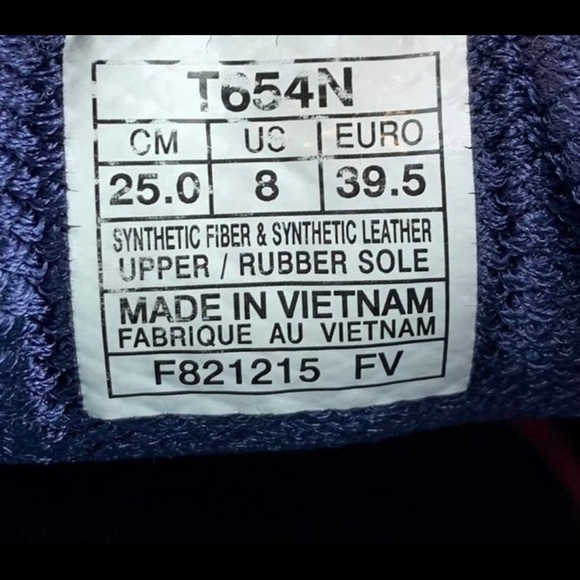 T654N
CM US EURO
25.0 8 39.5
SYNTHETIC FIBER & SYNTHETIC LEATHER
UPPER / RUBBER SOLE
MADE IN VIETNAM
FABRIQUE AU VIETNAM
F821215 FV